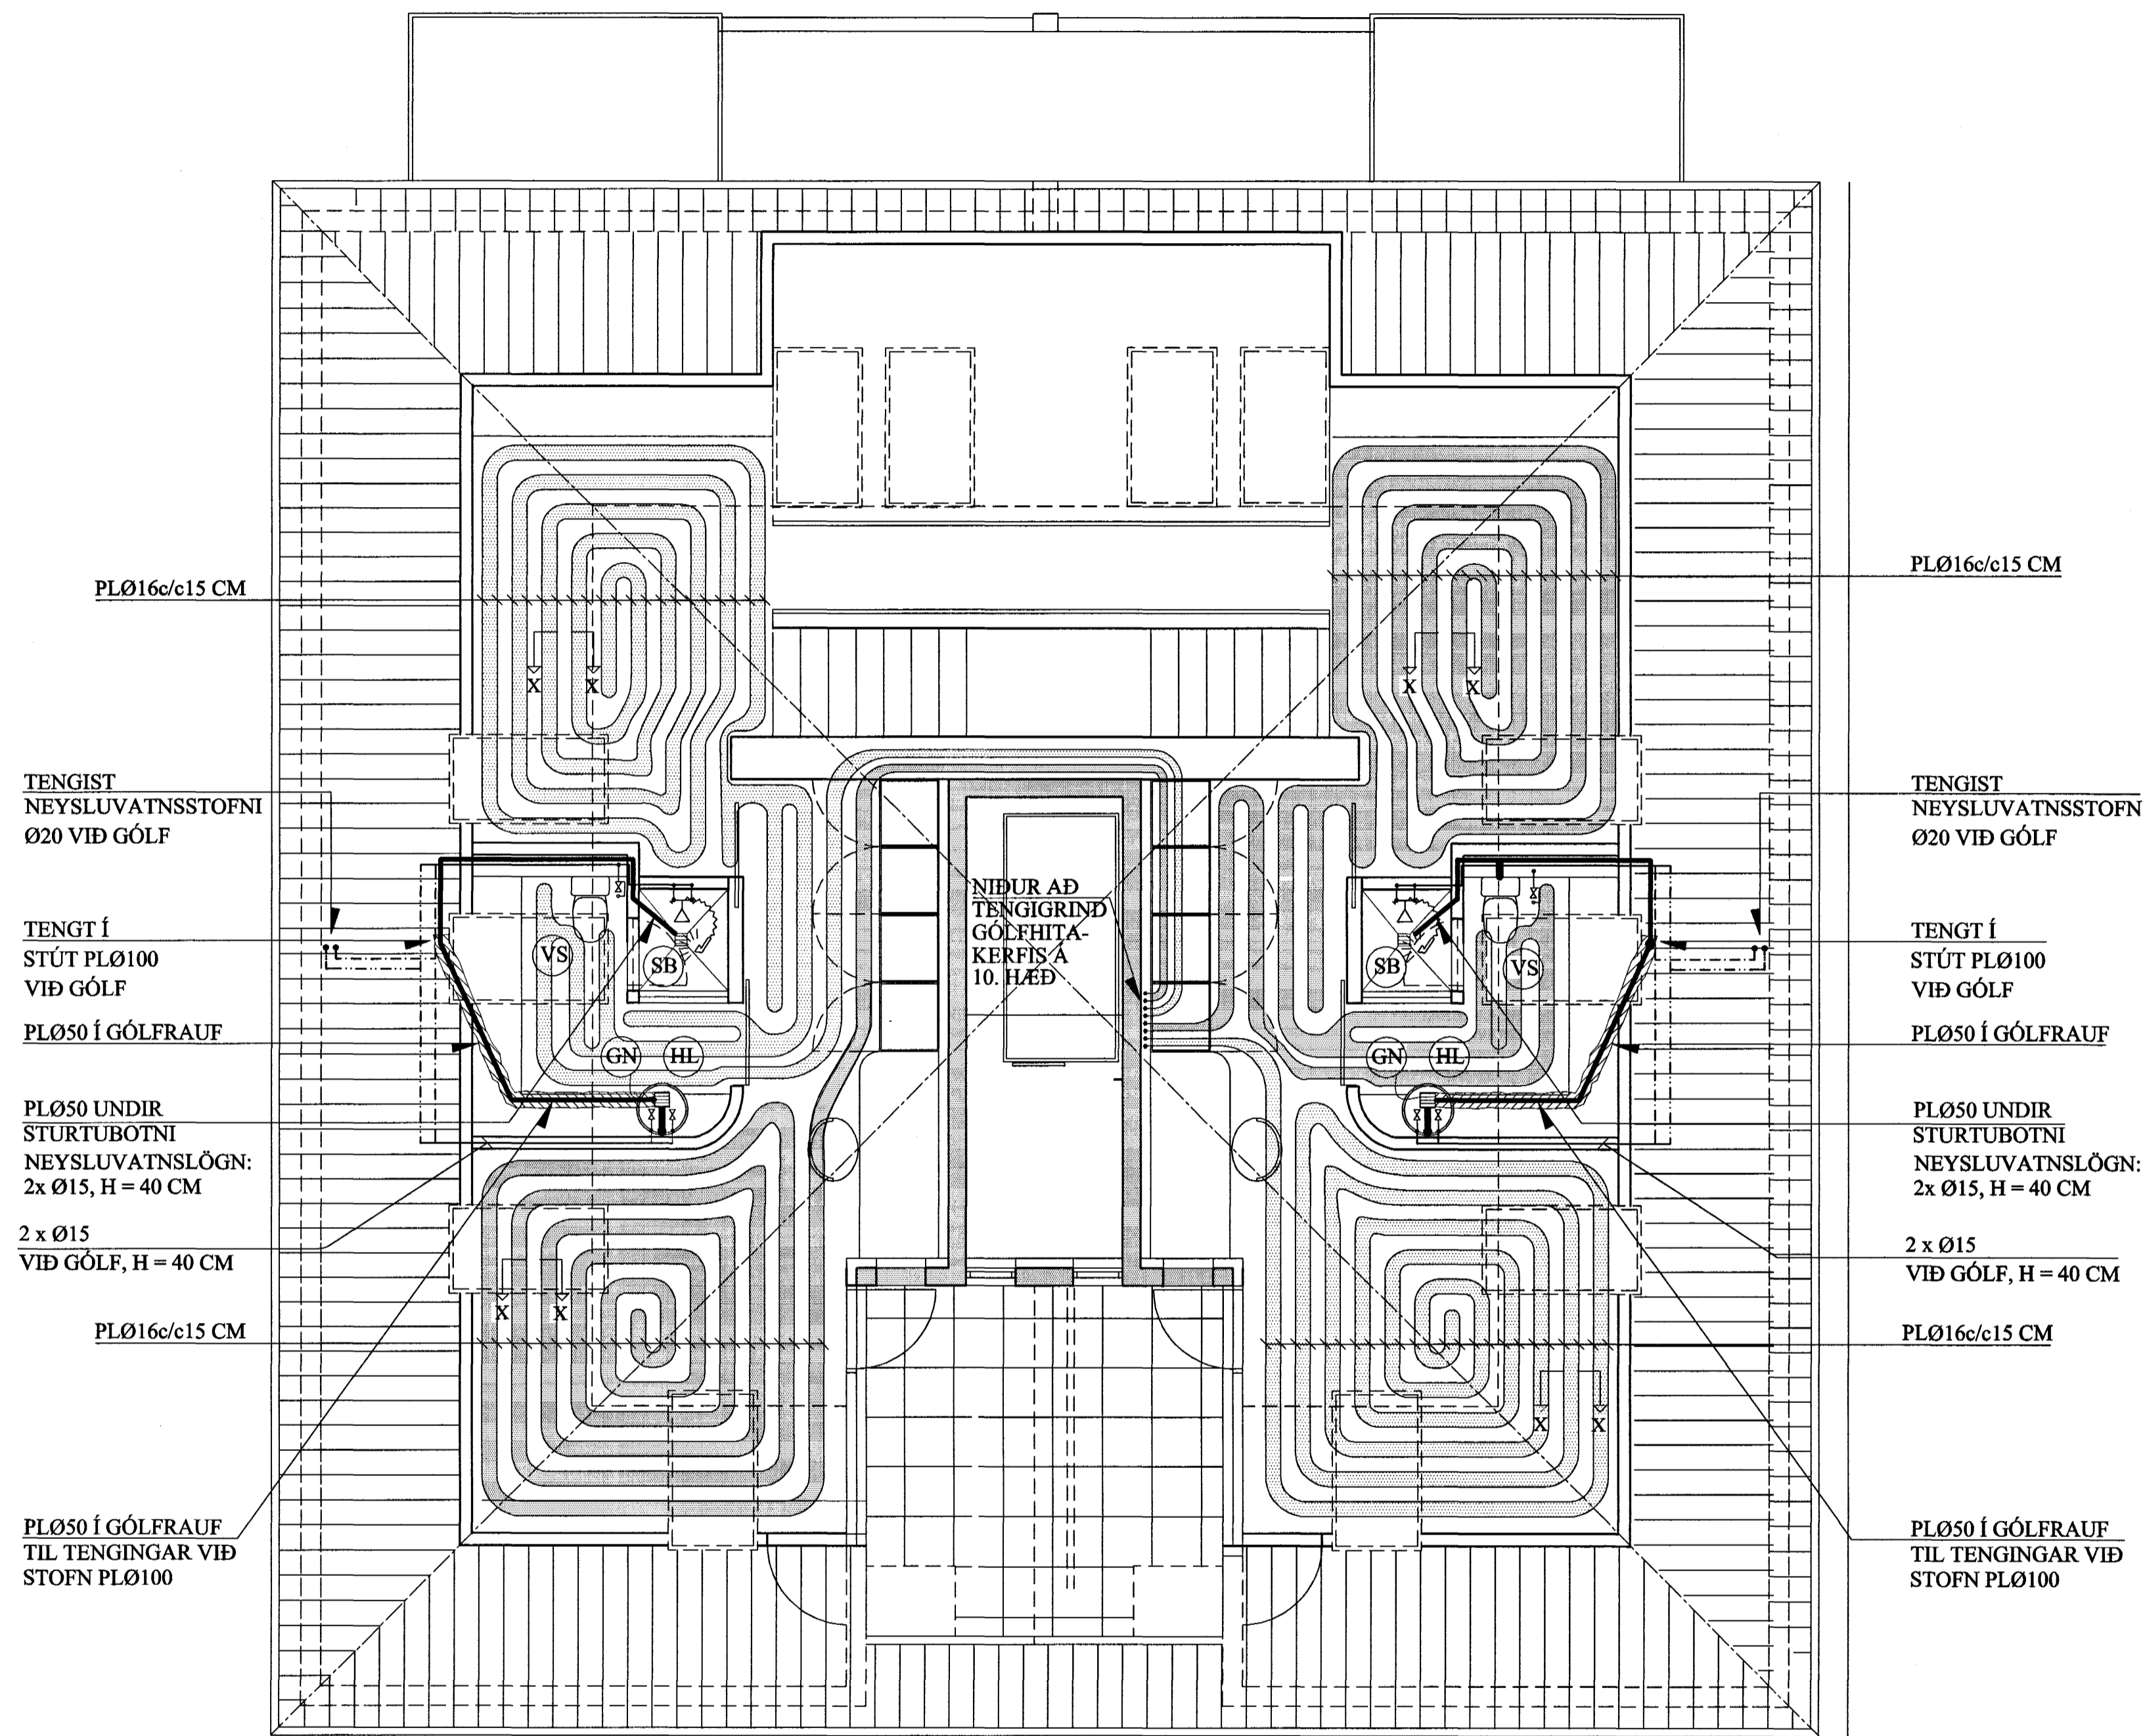 PLØ16c/c15 CM
TENGIST
NEYSLUVATNSSTOFNI
Ø20 VIÐ GÓLF
TENGT Í
STÚT PLØ100
VIÐ GÓLF
PLØ50 Í GÓLFRAUF
PLØ50 UNDIR
STURTUBOTNI
NEYSLUVATNSLÖGN:
2x Ø15, H = 40 CM
2 x Ø15
VIÐ GÓLF, H = 40 CM
PLØ16c/c15 CM
PLØ50 Í GÓLFRAUF
TIL TENGINGAR VIÐ
STOFN PLØ100
X X
VS
SB
GN HL
X X
NIÐUR AÐ
TENGIGRIND
GÓLFHITA-
KERFIS Á
10. HÆÐ
X X
SB
VS
GN HL
X X
PLØ16c/c15 CM
TENGIST
NEYSLUVATNSSTOFN
Ø20 VIÐ GÓLF
TENGT Í
STÚT PLØ100
VIÐ GÓLF
PLØ50 Í GÓLFRAUF
PLØ50 UNDIR
STURTUBOTNI
NEYSLUVATNSLÖGN:
2x Ø15, H = 40 CM
2 x Ø15
VIÐ GÓLF, H = 40 CM
PLØ16c/c15 CM
PLØ50 Í GÓLFRAUF
TIL TENGINGAR VIÐ
STOFN PLØ100